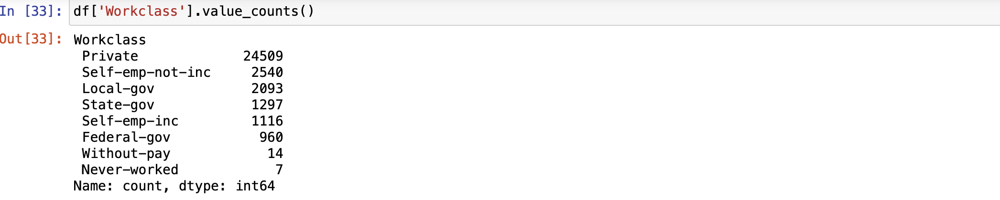 In [33]: df['Workclass'].value_counts()
Out[33]: Workclass
Private 24509
Self-emp-not-inc 2540
Local-gov 2093
State-gov 1297
Self-emp-inc 1116
Federal-gov 960
Without-pay 14
Never-worked 7
Name: count, dtype: int64